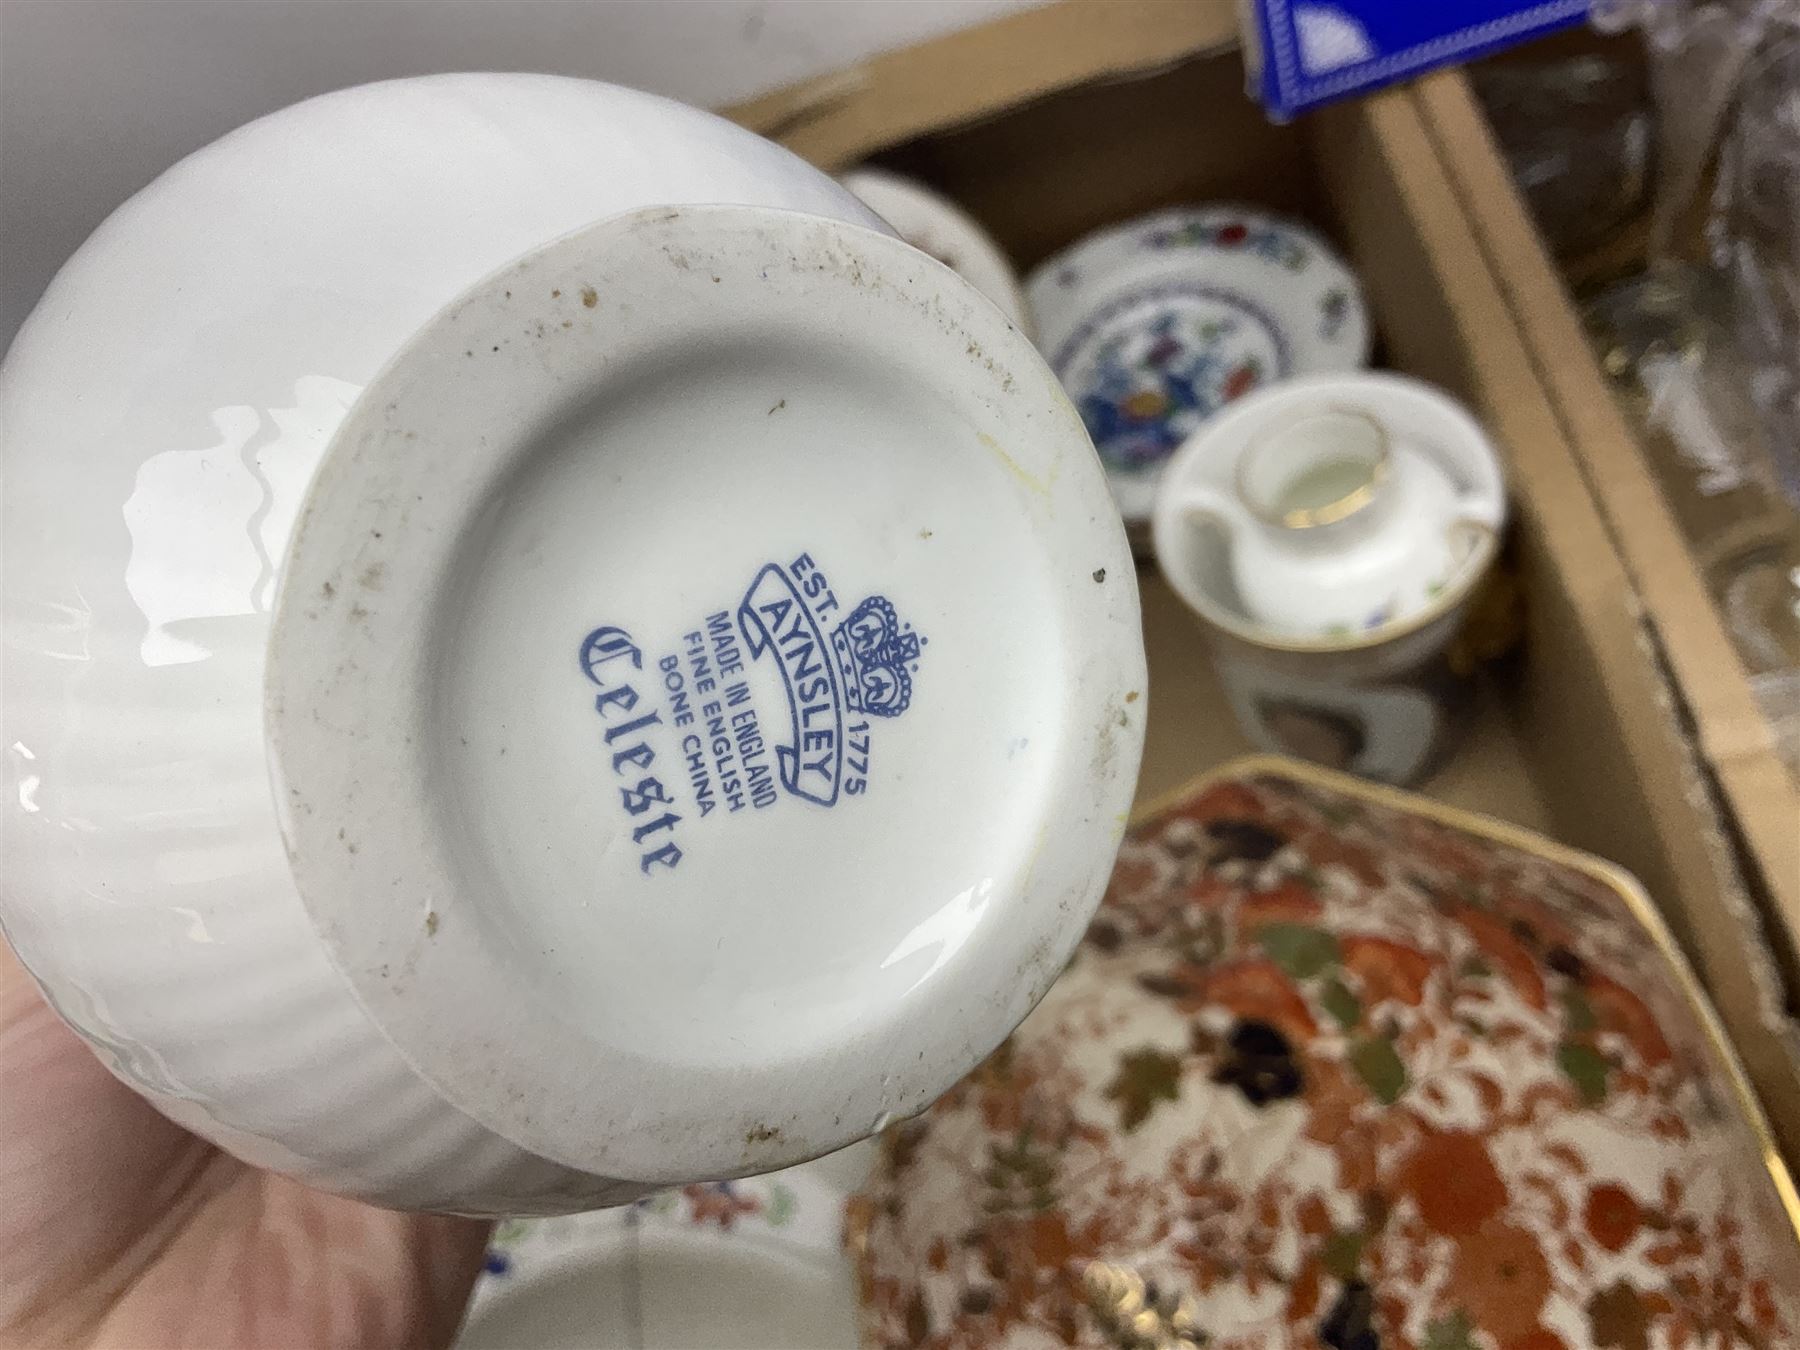 EST. 1775
AYNSLEY
MADE IN ENGLAND
FINE ENGLISH
BONE CHINA
Celeste